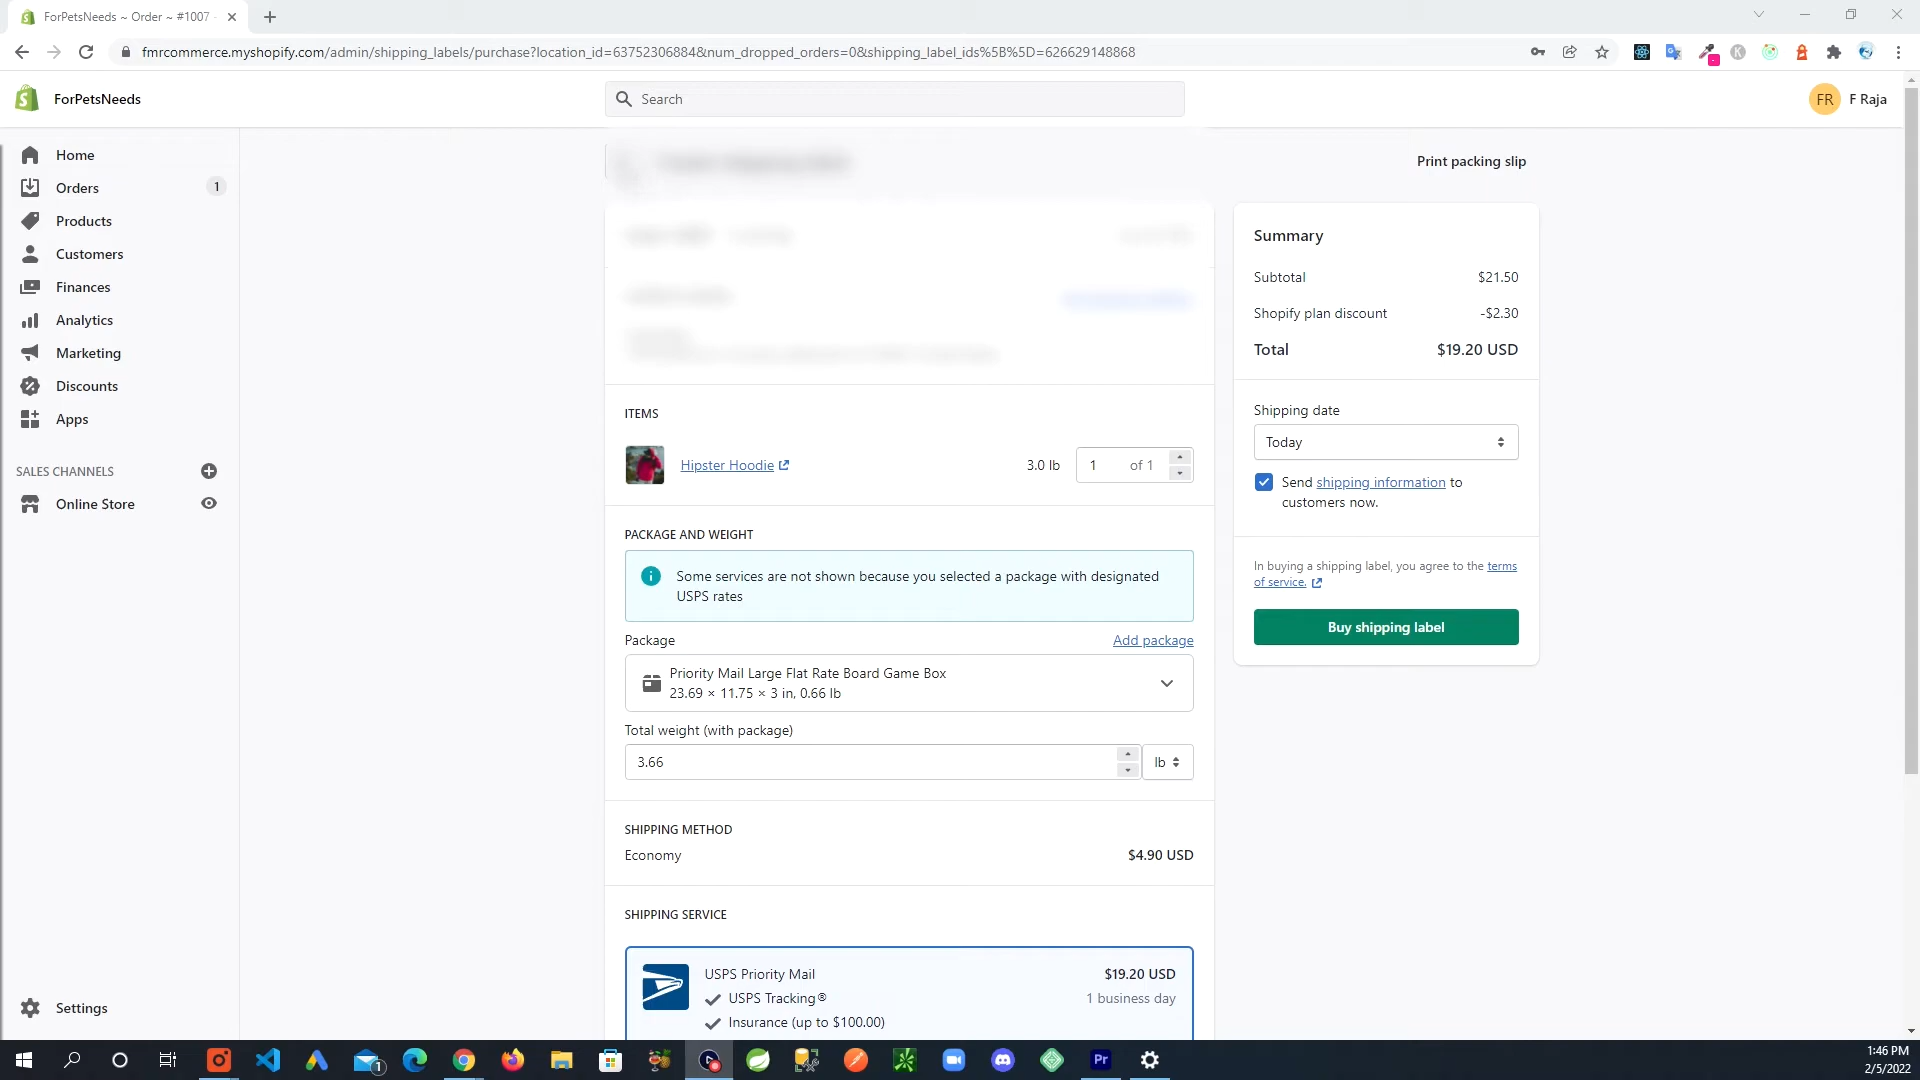 ForPetsNeeds ~ Order ~ #1007
fmrcommerce.myshopify.com/admin/shipping_labels/purchase?location_id=63752306884&num_dropped_orders=0&shipping_label_ids%5B%5D=626629148868
ForPetsNeeds
Search
FR
F Raja
Home
Orders
1
Products
Customers
Finances
Analytics
Marketing
Discounts
Apps
SALES CHANNELS
Online Store
Settings
Print packing slip
ITEMS
Hipster Hoodie
3.0 lb
1 of 1
PACKAGE AND WEIGHT
Some services are not shown because you selected a package with designated
USPS rates
Package
Add package
Priority Mail Large Flat Rate Board Game Box
23.69 × 11.75 × 3 in, 0.66 lb
Total weight (with package)
3.66
lb
SHIPPING METHOD
Economy
$4.90 USD
SHIPPING SERVICE
USPS Priority Mail
$19.20 USD
USPS Tracking®
1 business day
Insurance (up to $100.00)
Summary
Subtotal
$21.50
Shopify plan discount
-$2.30
Total
$19.20 USD
Shipping date
Today
Send shipping information to
customers now.
In buying a shipping label, you agree to the terms
of service.
Buy shipping label
1
Pr
1:46 PM
2/5/2022